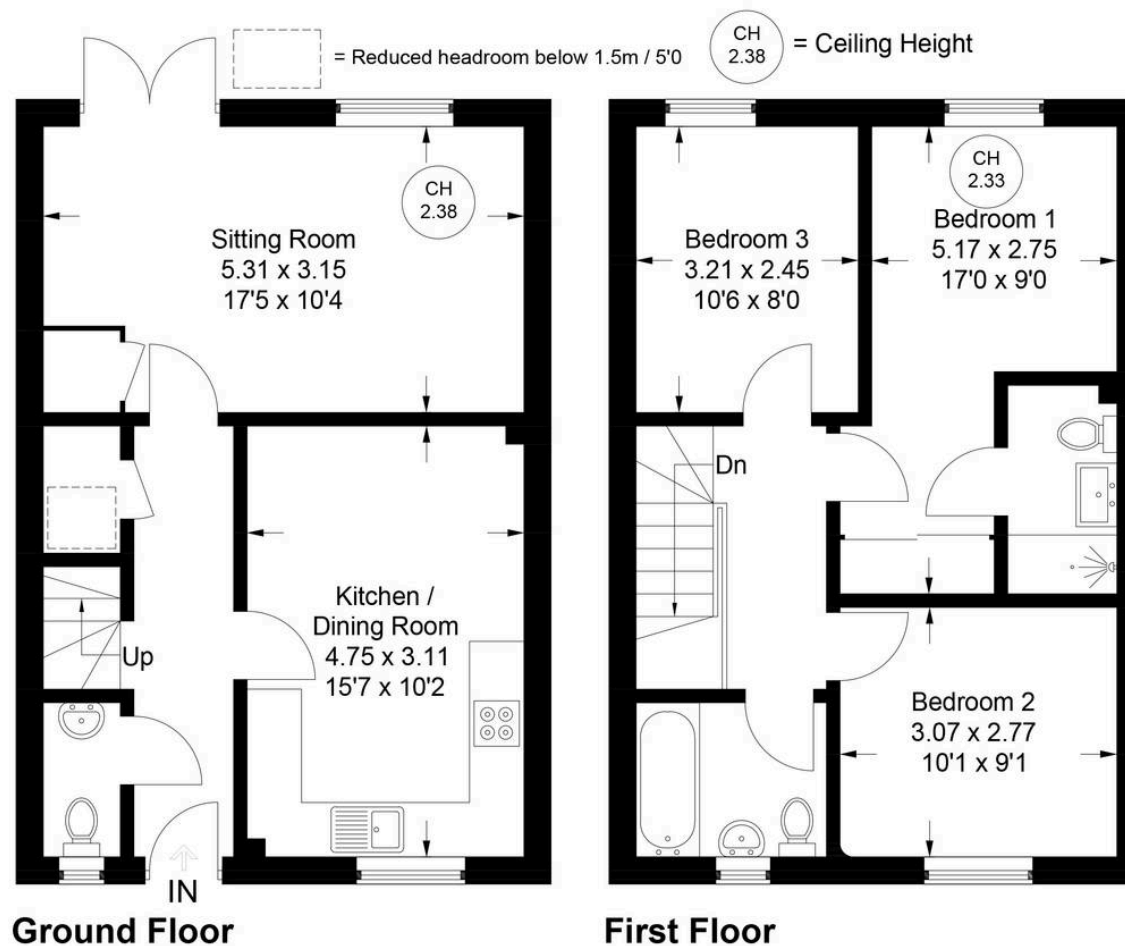 = Reduced headroom below 1.5m / 5'0
CH
2.38
= Ceiling Height
CH
2.38
Sitting Room
5.31 x 3.15
17'5 x 10'4
Kitchen /
Dining Room
4.75 x 3.11
15'7 x 10'2
Up
IN
Ground Floor
CH
2.33
Bedroom 3
3.21 x 2.45
10'6 x 8'0
Bedroom 1
5.17 x 2.75
17'0 x 9'0
Dn
Bedroom 2
3.07 x 2.77
10'1 x 9'1
First Floor